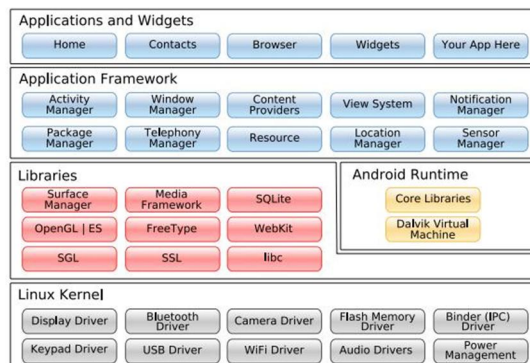 Applications and Widgets
Home
Contacts
Browser
Widgets
Your App Here
Application Framework
Activity
Manager
Window
Manager
Content
Providers
View System
Notification
Manager
Package
Manager
Telephony
Manager
Resource
Location
Manager
Sensor
Manager
Libraries
Surface
Manager
Media
Framework
SQLite
OpenGL | ES
FreeType
WebKit
SGL
SSL
libc
Android Runtime
Core Libraries
Dalvik Virtual
Machine
Linux Kernel
Display Driver
Bluetooth
Driver
Camera Driver
Flash Memory
Driver
Binder (IPC)
Driver
Keypad Driver
USB Driver
WiFi Driver
Audio Drivers
Power
Management